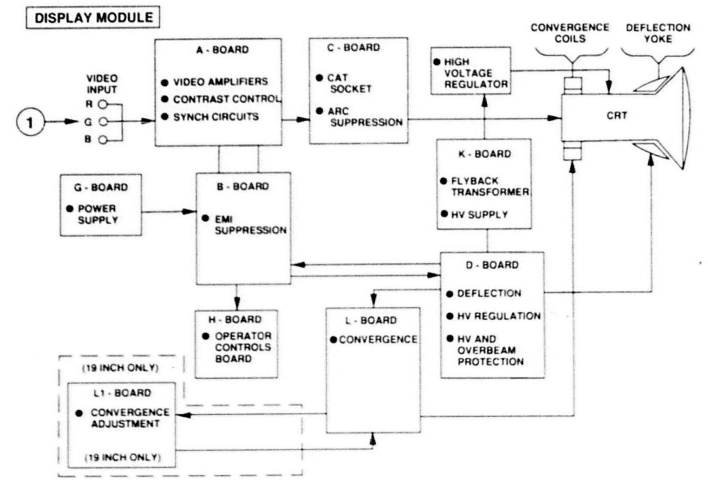 DISPLAY MODULE
CONVERGENCE
COILS
DEFLECTION
YOKE
A - BOARD
VIDEO AMPLIFIERS
CONTRAST CONTROL
SYNCH CIRCUITS
C - BOARD
CAT
SOCKET
ARC
SUPPRESSION
HIGH
VOLTAGE
REGULATOR
VIDEO
INPUT
R
G
B
1
CRT
K - BOARD
FLYBACK
TRANSFORMER
HV SUPPLY
G - BOARD
POWER
SUPPLY
B - BOARD
EMI
SUPPRESSION
D - BOARD
DEFLECTION
HV REGULATION
HV AND
OVERBEAM
PROTECTION
H - BOARD
OPERATOR
CONTROLS
BOARD
L - BOARD
CONVERGENCE
(19 INCH ONLY)
L1 - BOARD
CONVERGENCE
ADJUSTMENT
(19 INCH ONLY)